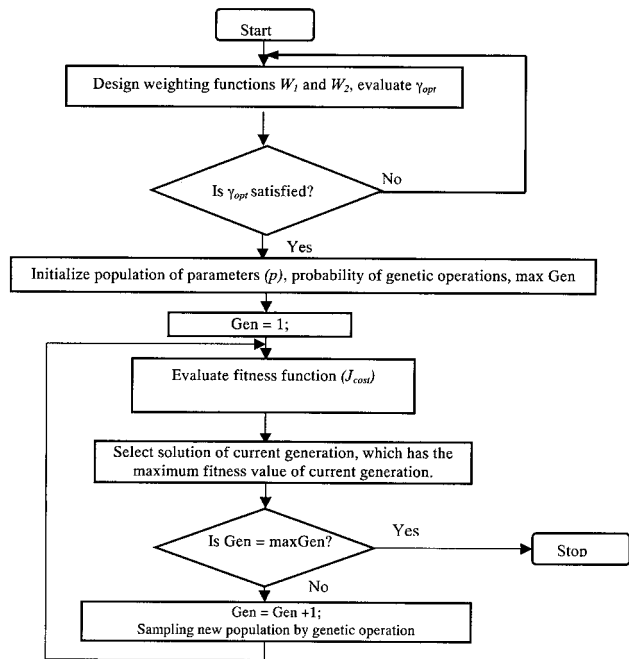 Start
Design weighting functions W1 and W2, evaluate γopt
Is γopt satisfied?
No
Yes
Initialize population of parameters (p), probability of genetic operations, max Gen
Gen = 1;
Evaluate fitness function (Jcost)
Select solution of current generation, which has the
maximum fitness value of current generation.
Is Gen = maxGen?
Yes
Stop
No
Gen = Gen +1;
Sampling new population by genetic operation